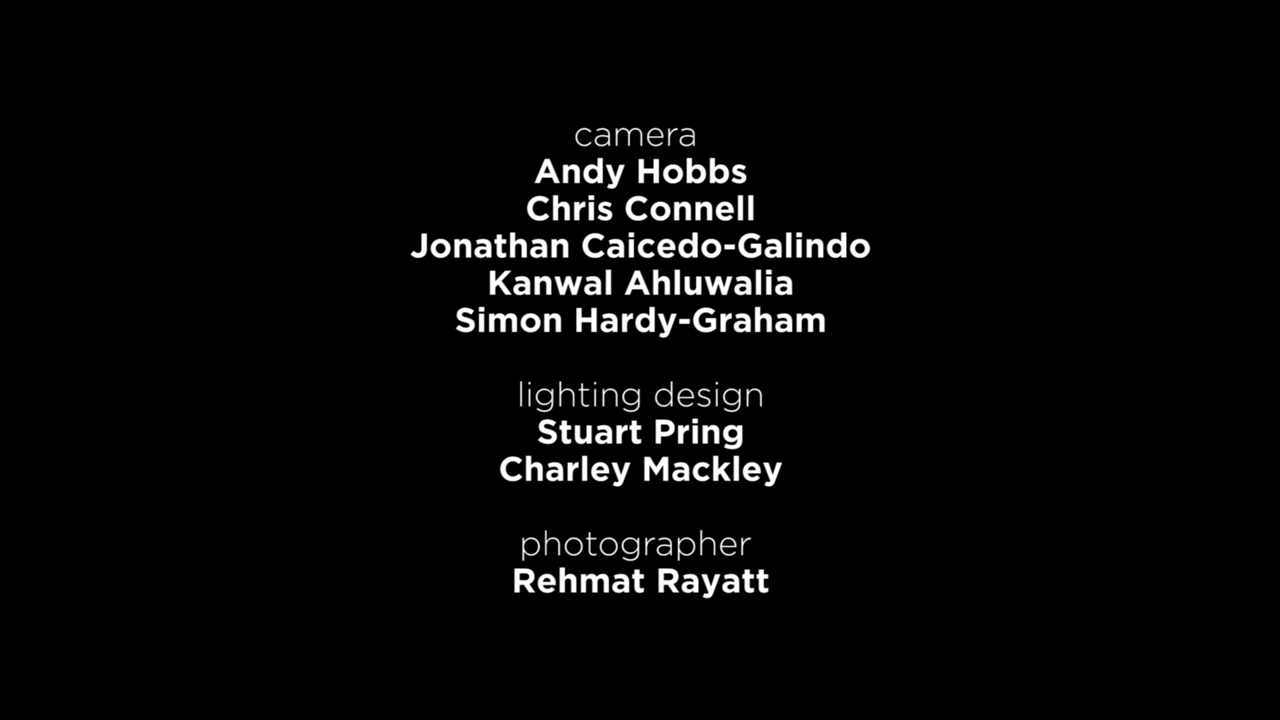 camera
Andy Hobbs
Chris Connell
Jonathan Caicedo-Galindo
Kanwal Ahluwalia
Simon Hardy-Graham
lighting design
Stuart Pring
Charley Mackley
photographer
Rehmat Rayatt